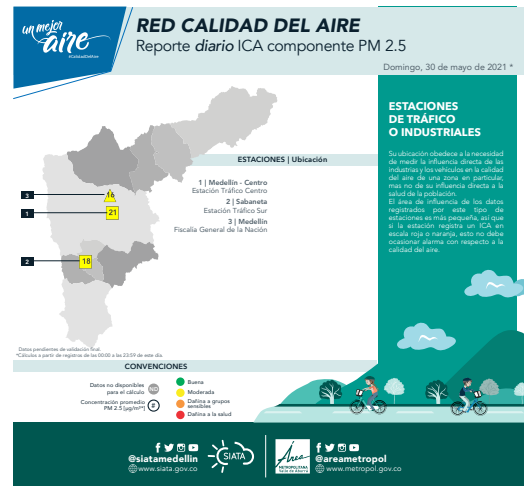 un mejor
aire
#CalidadDelAire
RED CALIDAD DEL AIRE
Reporte diario ICA componente PM 2.5
Domingo, 30 de mayo de 2021 *
ESTACIONES
DE TRÁFICO
O INDUSTRIALES
Su ubicación obedece a la necesidad
de medir la influencia directa de las
industrias y los vehículos en la calidad
del aire de una zona en particular,
mas no de su influencia directa a la
salud de la población.
El área de influencia de los datos
registrados por este tipo de
estaciones es más pequeña, así que
si la estación registra un ICA en
escala roja o naranja, esto no debe
ocasionar alarma con respecto a la
calidad del aire.
ESTACIONES | Ubicación
1 | Medellín - Centro
Estación Tráfico Centro
2 | Sabaneta
Estación Tráfico Sur
3 | Medellín
Fiscalía General de la Nación
3
16
1
21
2
18
Datos pendientes de validación final.
*Cálculos a partir de registros de las 00:00 a las 23:59 de este día.
CONVENCIONES
Datos no disponibles
para el cálculo
ND
Concentración promedio
PM 2.5 [µg/m³*]
#
Buena
Moderada
Dañina a grupos
sensibles
Dañina a la salud
@siatamedellin
www.siata.gov.co
SIATA
Área
METROPOLITANA
Valle de Aburrá
@areametropol
www.metropol.gov.co